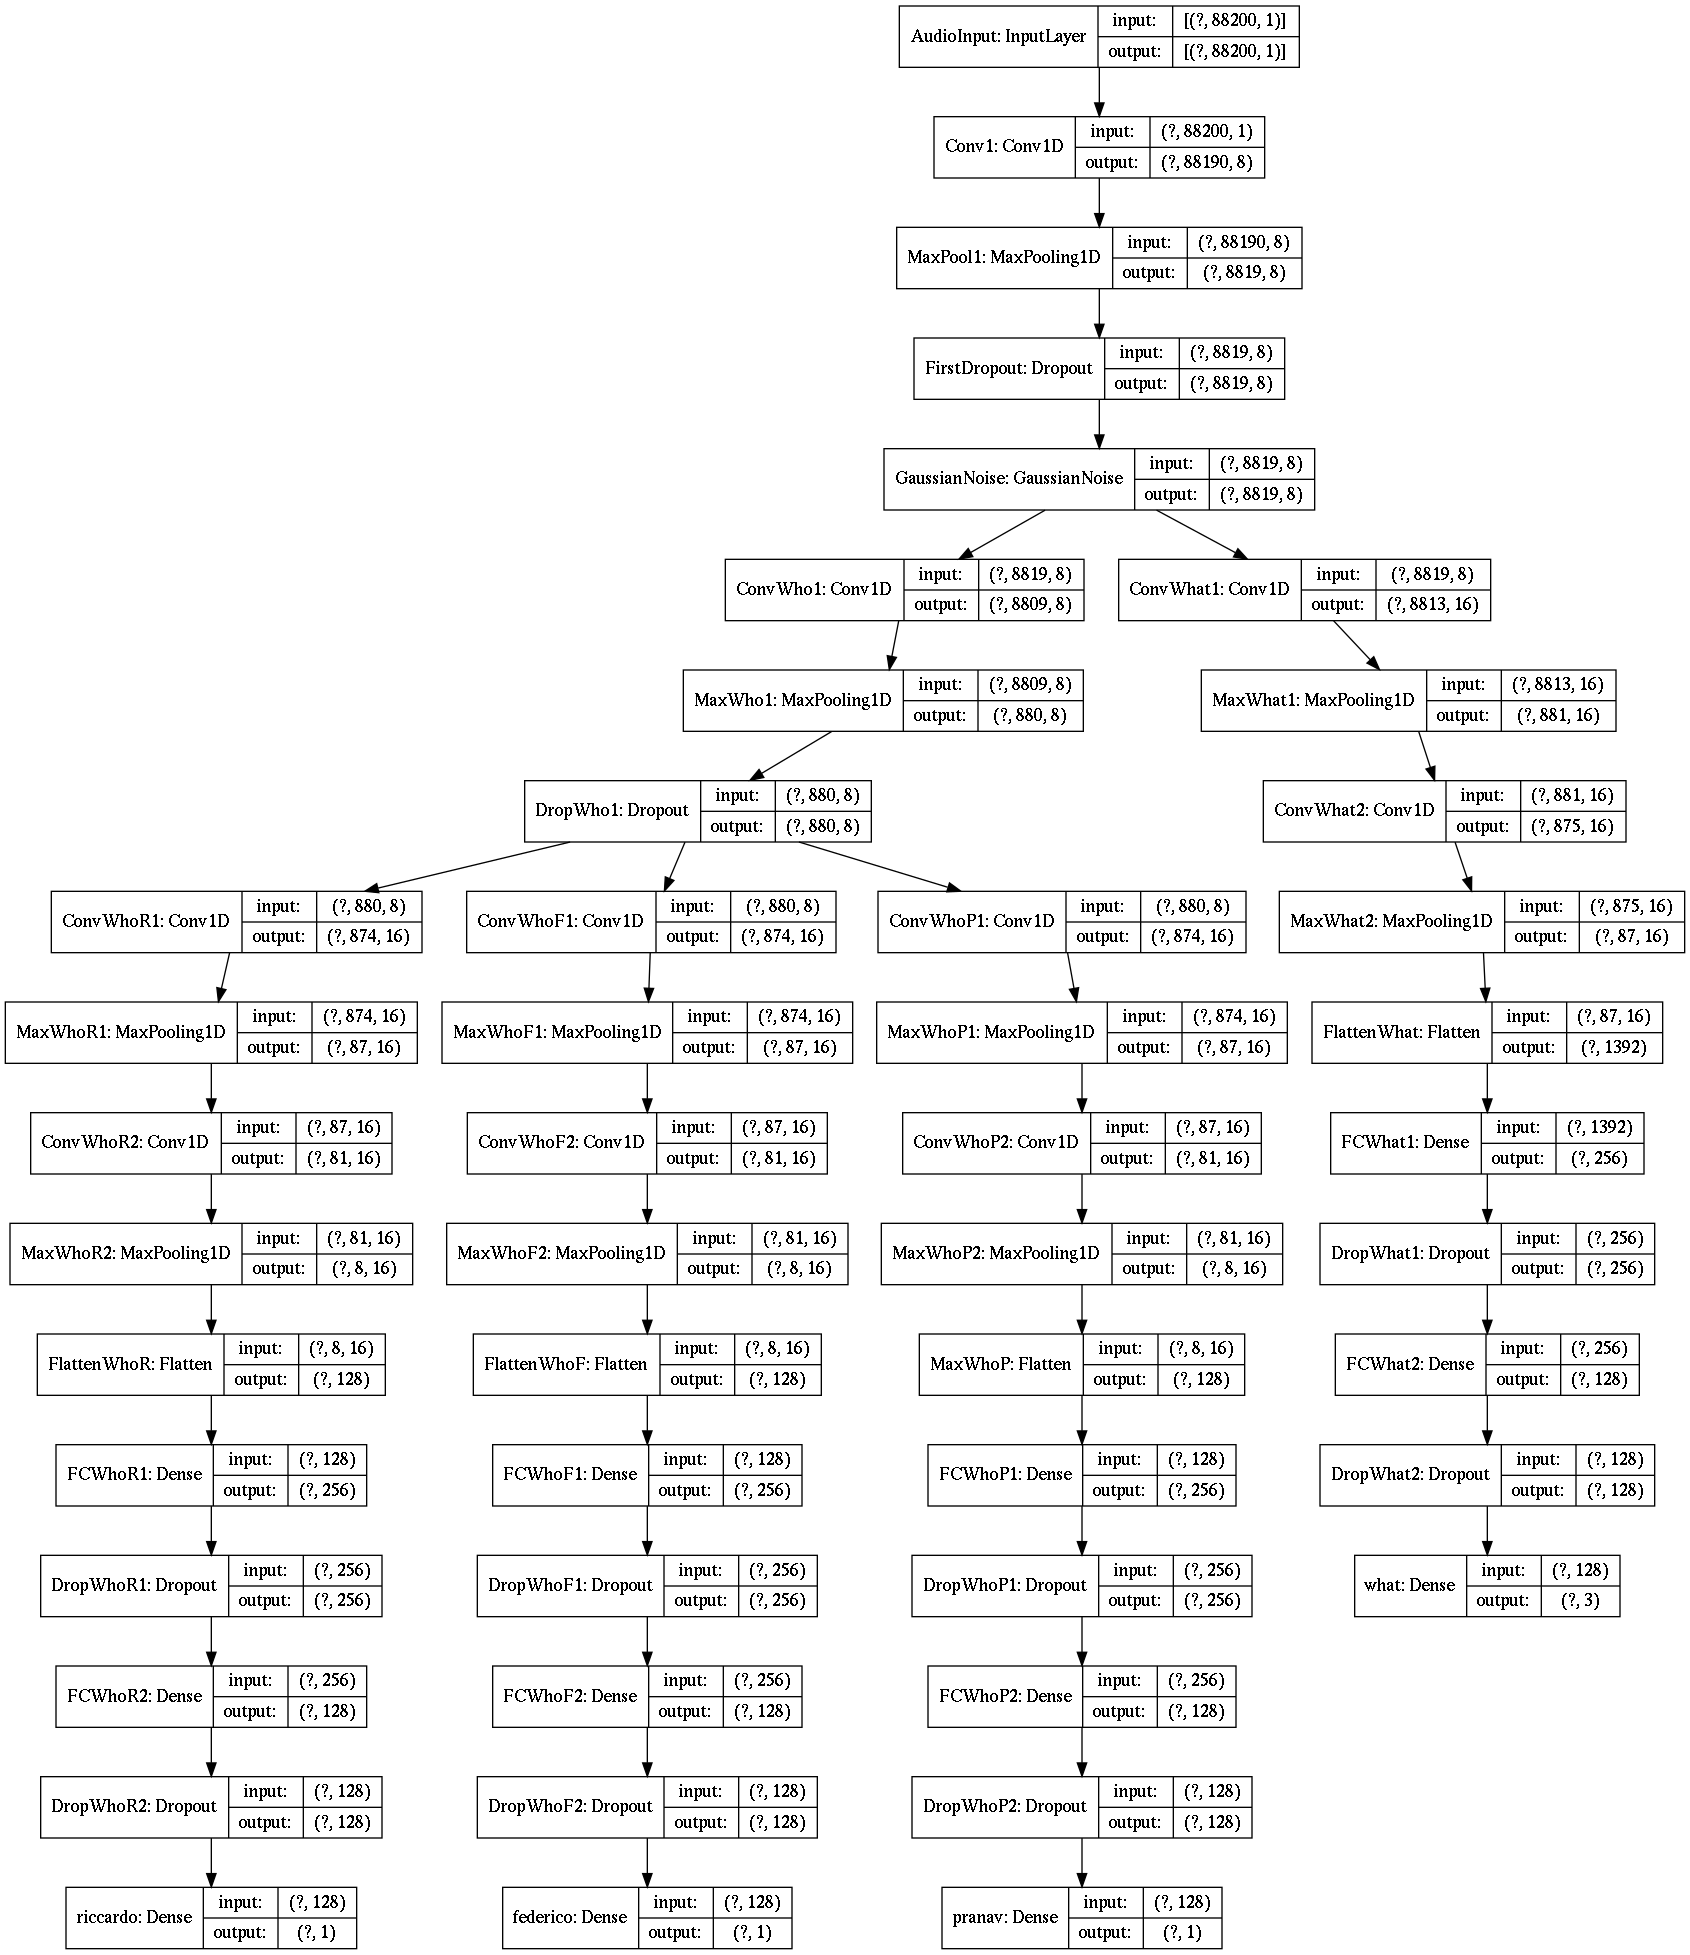 AudioInput: InputLayer
input: [(?, 88200, 1)]
output: [(?, 88200, 1)]
Conv1: Conv1D
input: (?, 88200, 1)
output: (?, 88190, 8)
MaxPool1: MaxPooling1D
input: (?, 88190, 8)
output: (?, 8819, 8)
FirstDropout: Dropout
input: (?, 8819, 8)
output: (?, 8819, 8)
GaussianNoise: GaussianNoise
input: (?, 8819, 8)
output: (?, 8819, 8)
ConvWho1: Conv1D
input: (?, 8819, 8)
output: (?, 8809, 8)
ConvWhat1: Conv1D
input: (?, 8819, 8)
output: (?, 8813, 16)
MaxWho1: MaxPooling1D
input: (?, 8809, 8)
output: (?, 880, 8)
MaxWhat1: MaxPooling1D
input: (?, 8813, 16)
output: (?, 881, 16)
DropWho1: Dropout
input: (?, 880, 8)
output: (?, 880, 8)
ConvWhat2: Conv1D
input: (?, 881, 16)
output: (?, 875, 16)
ConvWhoR1: Conv1D
input: (?, 880, 8)
output: (?, 874, 16)
ConvWhoF1: Conv1D
input: (?, 880, 8)
output: (?, 874, 16)
ConvWhoP1: Conv1D
input: (?, 880, 8)
output: (?, 874, 16)
MaxWhat2: MaxPooling1D
input: (?, 875, 16)
output: (?, 87, 16)
MaxWhoR1: MaxPooling1D
input: (?, 874, 16)
output: (?, 87, 16)
MaxWhoF1: MaxPooling1D
input: (?, 874, 16)
output: (?, 87, 16)
MaxWhoP1: MaxPooling1D
input: (?, 874, 16)
output: (?, 87, 16)
FlattenWhat: Flatten
input: (?, 87, 16)
output: (?, 1392)
ConvWhoR2: Conv1D
input: (?, 87, 16)
output: (?, 81, 16)
ConvWhoF2: Conv1D
input: (?, 87, 16)
output: (?, 81, 16)
ConvWhoP2: Conv1D
input: (?, 87, 16)
output: (?, 81, 16)
FCWhat1: Dense
input: (?, 1392)
output: (?, 256)
MaxWhoR2: MaxPooling1D
input: (?, 81, 16)
output: (?, 8, 16)
MaxWhoF2: MaxPooling1D
input: (?, 81, 16)
output: (?, 8, 16)
MaxWhoP2: MaxPooling1D
input: (?, 81, 16)
output: (?, 8, 16)
DropWhat1: Dropout
input: (?, 256)
output: (?, 256)
FlattenWhoR: Flatten
input: (?, 8, 16)
output: (?, 128)
FlattenWhoF: Flatten
input: (?, 8, 16)
output: (?, 128)
MaxWhoP: Flatten
input: (?, 8, 16)
output: (?, 128)
FCWhat2: Dense
input: (?, 256)
output: (?, 128)
FCWhoR1: Dense
input: (?, 128)
output: (?, 256)
FCWhoF1: Dense
input: (?, 128)
output: (?, 256)
FCWhoP1: Dense
input: (?, 128)
output: (?, 256)
DropWhat2: Dropout
input: (?, 128)
output: (?, 128)
DropWhoR1: Dropout
input: (?, 256)
output: (?, 256)
DropWhoF1: Dropout
input: (?, 256)
output: (?, 256)
DropWhoP1: Dropout
input: (?, 256)
output: (?, 256)
what: Dense
input: (?, 128)
output: (?, 3)
FCWhoR2: Dense
input: (?, 256)
output: (?, 128)
FCWhoF2: Dense
input: (?, 256)
output: (?, 128)
FCWhoP2: Dense
input: (?, 256)
output: (?, 128)
DropWhoR2: Dropout
input: (?, 128)
output: (?, 128)
DropWhoF2: Dropout
input: (?, 128)
output: (?, 128)
DropWhoP2: Dropout
input: (?, 128)
output: (?, 128)
riccardo: Dense
input: (?, 128)
output: (?, 1)
federico: Dense
input: (?, 128)
output: (?, 1)
pranav: Dense
input: (?, 128)
output: (?, 1)